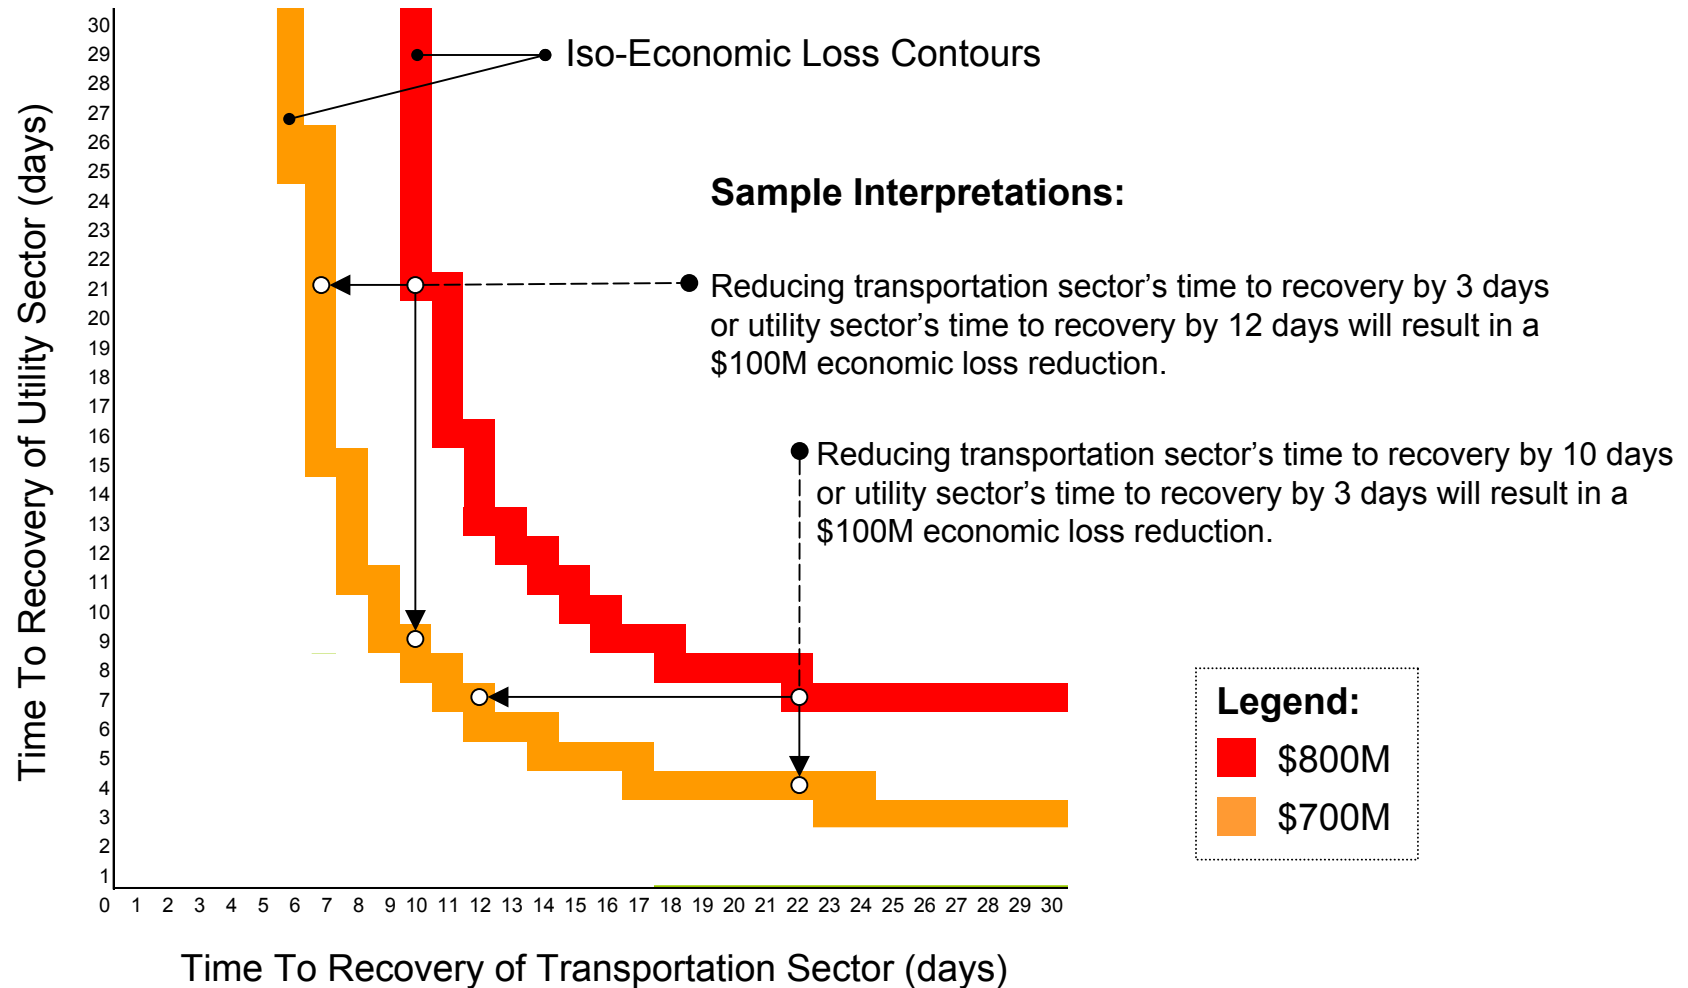 Iso-Economic Loss Contours
Sample Interpretations:
Reducing transportation sector’s time to recovery by 3 days
or utility sector’s time to recovery by 12 days will result in a
$100M economic loss reduction.
Reducing transportation sector’s time to recovery by 10 days
or utility sector’s time to recovery by 3 days will result in a
$100M economic loss reduction.
Time To Recovery of Utility Sector (days)
30
29
28
27
26
25
24
23
22
21
20
19
18
17
16
15
14
13
12
11
10
9
8
7
6
5
4
3
2
1
0 1 2 3 4 5 6 7 8 9 10 11 12 13 14 15 16 17 18 19 20 21 22 23 24 25 26 27 28 29 30
Time To Recovery of Transportation Sector (days)
Legend:
$800M
$700M